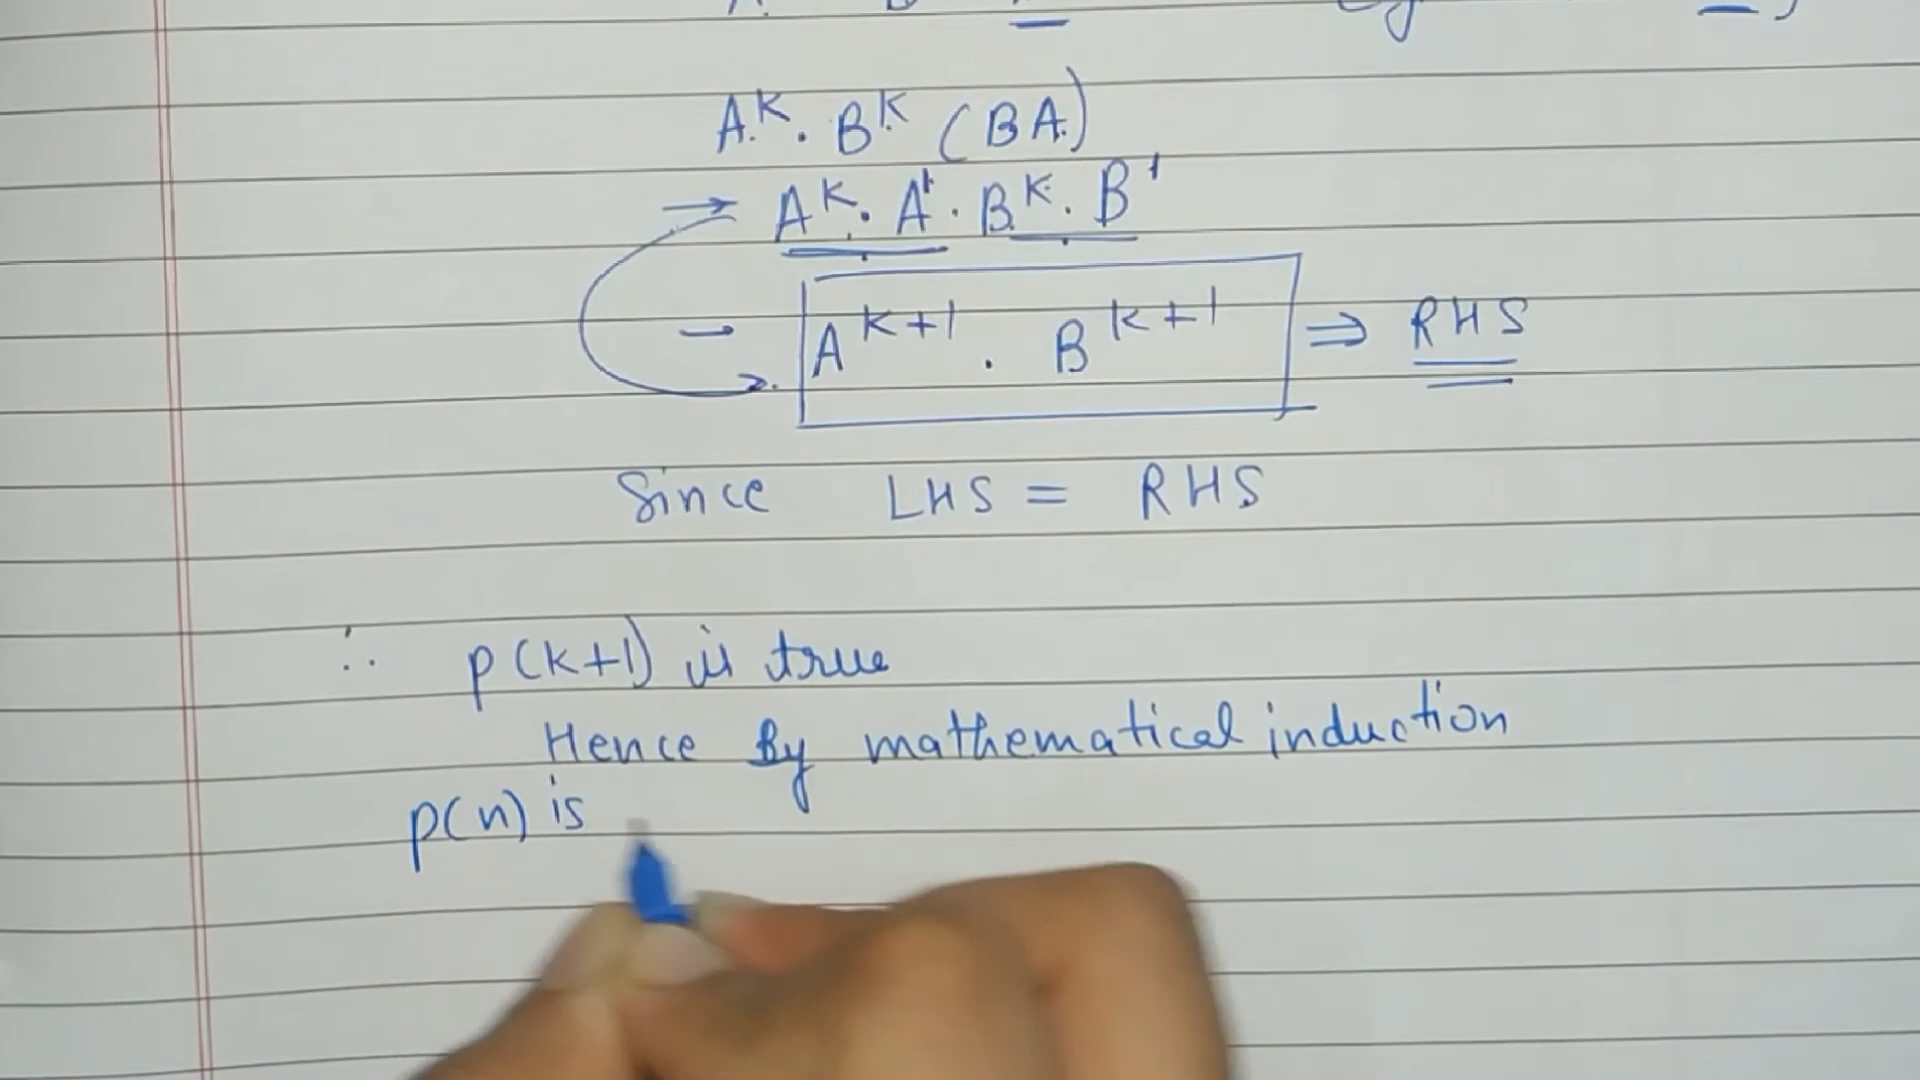 A^K . B^K (BA)
→ A^K . A^1 . B^K . B^1
→ A^{K+1} . B^{K+1} ⇒ RHS
Since LHS = RHS
∴ p(k+1) is true
Hence By mathematical induction
p(n) is